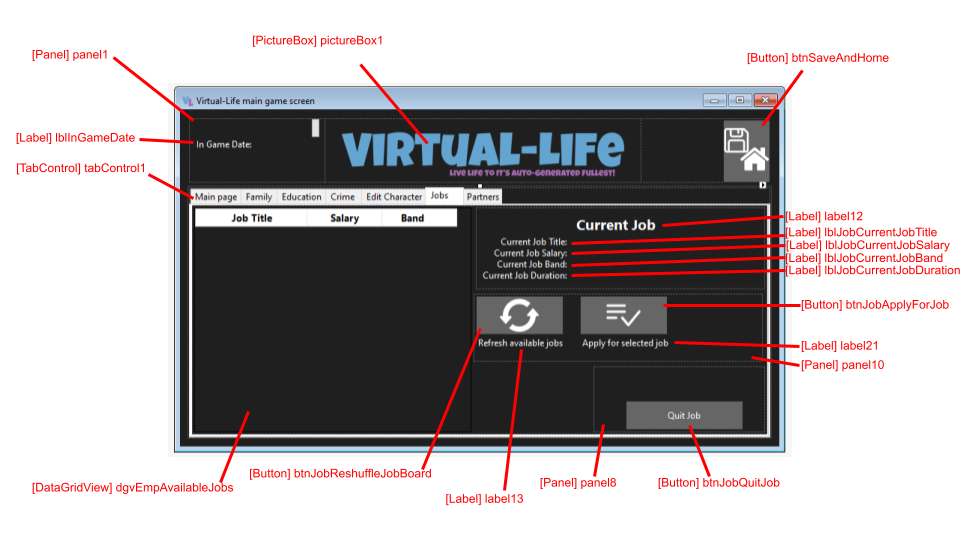 [PictureBox] pictureBox1
[Panel] panel1
[Button] btnSaveAndHome
Virtual-Life main game screen
[Label] lblInGameDate
In Game Date:
VIRTUAL-LIFE
LIVE LIFE TO IT'S AUTO-GENERATED FULLEST!
[TabControl] tabControl1
Main page Family Education Crime Edit Character Jobs Partners
Job Title Salary Band
Current Job
[Label] label12
Current Job Title:
[Label] lblJobCurrentJobTitle
Current Job Salary:
[Label] lblJobCurrentJobSalary
Current Job Band:
[Label] lblJobCurrentJobBand
Current Job Duration:
[Label] lblJobCurrentJobDuration
[Button] btnJobApplyForJob
Refresh available jobs
Apply for selected job
[Label] label21
[Panel] panel10
Quit Job
[Button] btnJobReshuffleJobBoard
[DataGridView] dgvEmpAvailableJobs
[Label] label13
[Panel] panel8
[Button] btnJobQuitJob